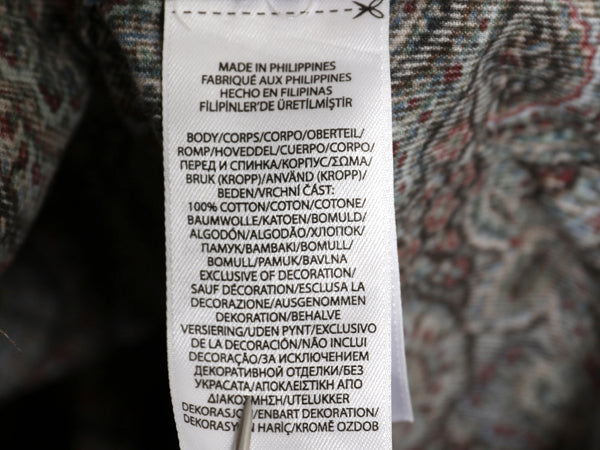 MADE IN PHILIPPINES
FABRIQUÉ AUX PHILIPPINES
HECHO EN FILIPINAS
FİLİPİNLER'DE ÜRETİLMİŞTİR
BODY/CORPS/CORPO/OBERTEIL/
ROMP/HOVEDDEL/CUERPO/CORPO/
ПЕРЕД И СПИНКА/КОРПУС/ΣΩΜΑ/
BRUK (KROPP)/ANVÄND (KROPP)/
BEDEN/VRCHNÍ ČÁST:
100% COTTON/COTON/COTONE/
BAUMWOLLE/KATOEN/BOMULD/
ALGODÓN/ALGODÃO/ХЛОПОК/
ПАМУК/ΒΑΜΒΑΚΙ/BOMULL/
BOMULL/PAMUK/BAVLNA
EXCLUSIVE OF DECORATION/
SAUF DÉCORATION/ESCLUSA LA
DECORAZIONE/AUSGENOMMEN
DEKORATION/BEHALVE
VERSIERING/UDEN PYNT/EXCLUSIVO
DE LA DECORACIÓN/NÃO INCLUI
DECORAÇÃO/ЗА ИСКЛЮЧЕНИЕМ
ДЕКОРАТИВНОЙ ОТДЕЛКИ/БЕЗ
УКРАСАТА/ΑΠΟΚΛΕΙΣΤΙΚΗ ΑΠΟ
ΔΙΑΚΟΣΜΗΣΗ/UTELUKKER
DEKORASJON/ENBART DEKORATION/
DEKORASYON HARİÇ/KROMĚ OZDOB